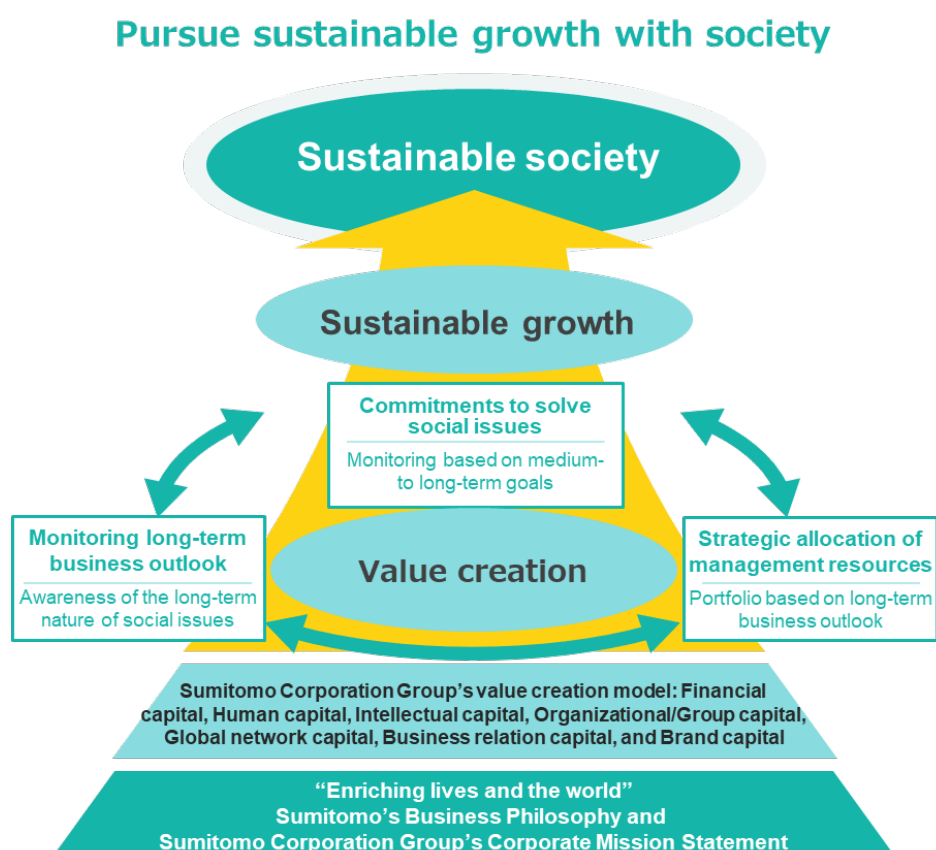 Pursue sustainable growth with society
Sustainable society
Sustainable growth
Commitments to solve
social issues
Monitoring based on medium-
to long-term goals
Monitoring long-term
business outlook
Awareness of the long-term
nature of social issues
Value creation
Strategic allocation of
management resources
Portfolio based on long-term
business outlook
Sumitomo Corporation Group’s value creation model: Financial
capital, Human capital, Intellectual capital, Organizational/Group capital,
Global network capital, Business relation capital, and Brand capital
“Enriching lives and the world”
Sumitomo’s Business Philosophy and
Sumitomo Corporation Group’s Corporate Mission Statement